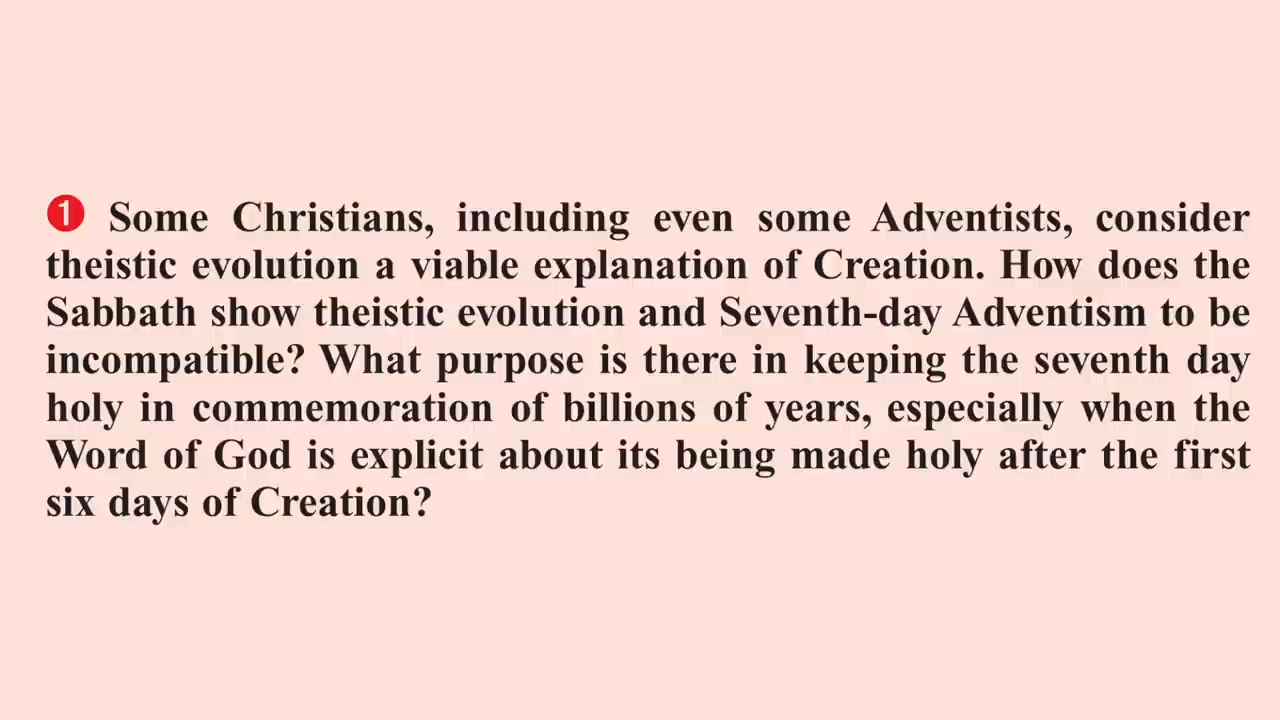 ❶ Some Christians, including even some Adventists, consider
theistic evolution a viable explanation of Creation. How does the
Sabbath show theistic evolution and Seventh-day Adventism to be
incompatible? What purpose is there in keeping the seventh day
holy in commemoration of billions of years, especially when the
Word of God is explicit about its being made holy after the first
six days of Creation?